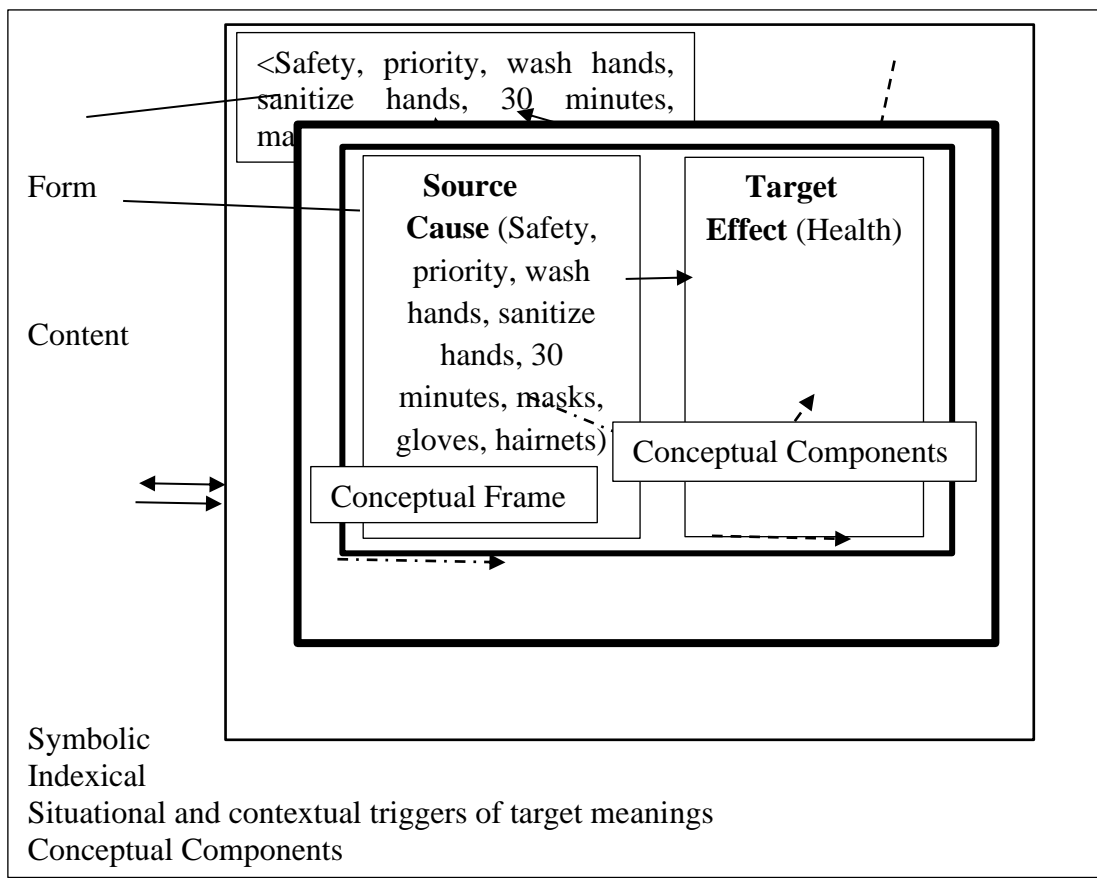 <Safety, priority, wash hands,
sanitize hands, 30 minutes,
Form
Source
Cause (Safety,
priority, wash
hands, sanitize
hands, 30
minutes, masks,
gloves, hairnets)
Target
Effect (Health)
Content
Conceptual Components
Conceptual Frame
Symbolic
Indexical
Situational and contextual triggers of target meanings
Conceptual Components